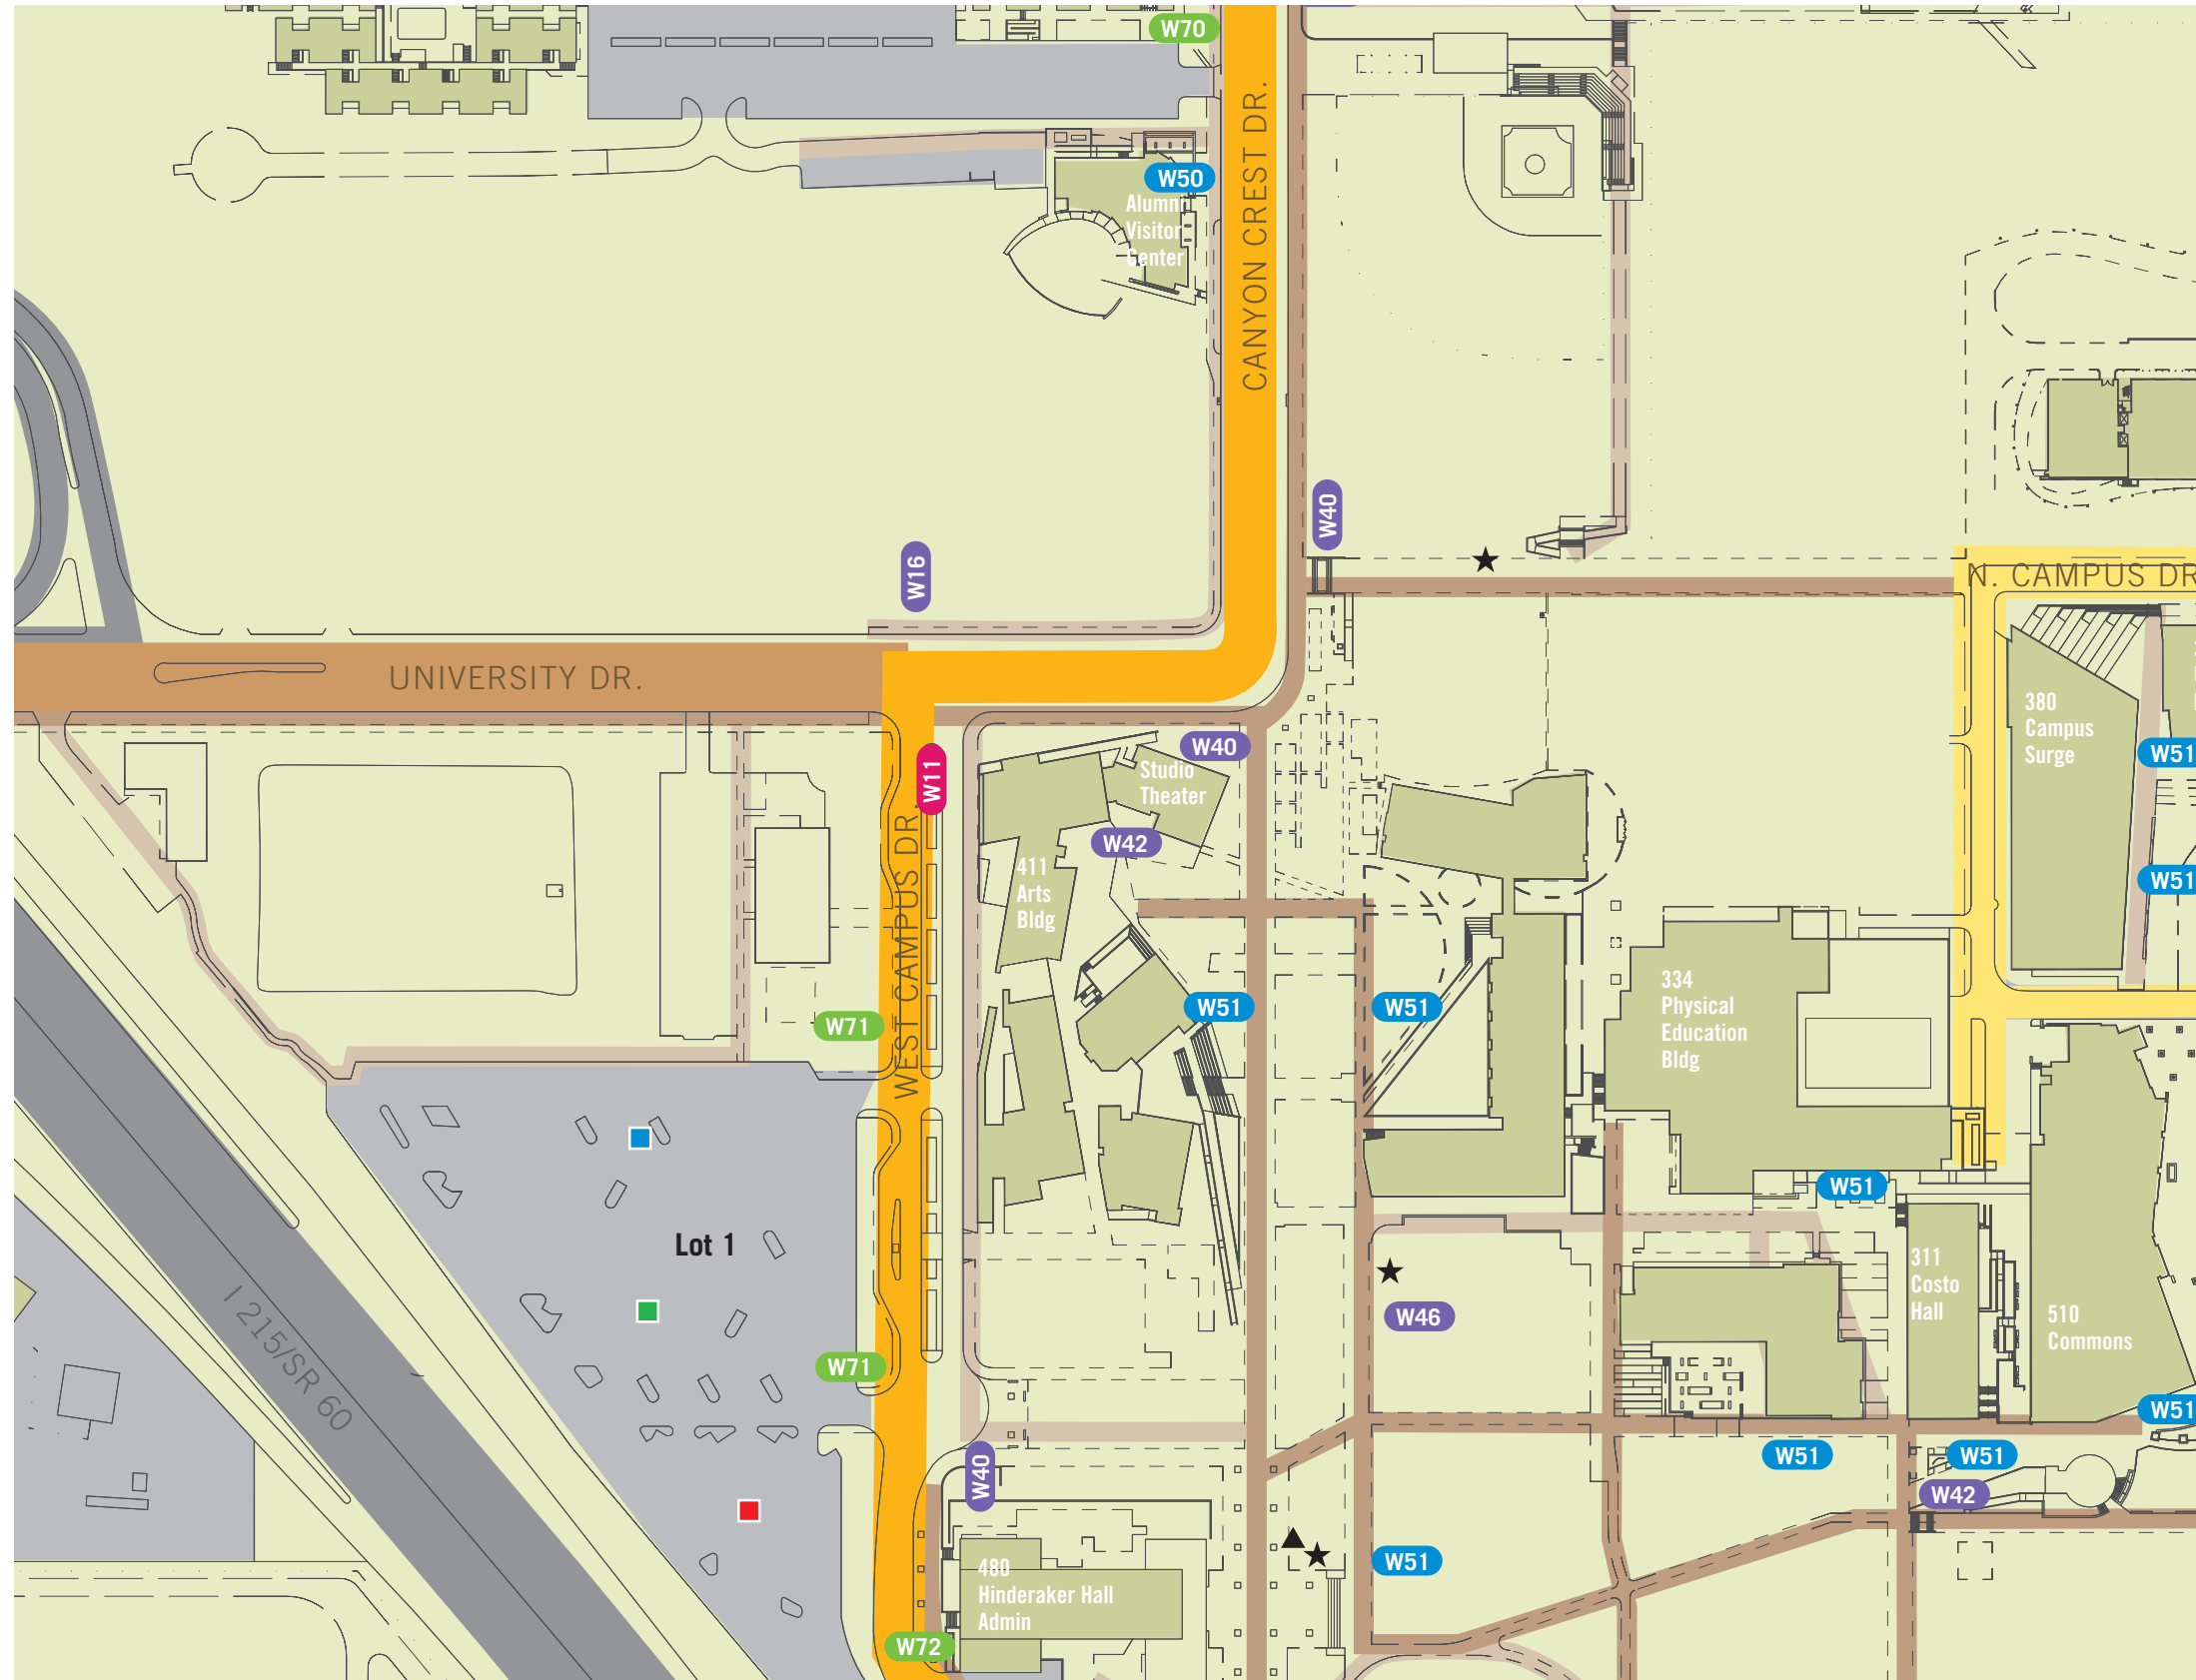 W70
CANYON CREST DR.
W50
Alumni
Visitor
Center
W40
W16
N. CAMPUS DR
UNIVERSITY DR.
380
Campus
Surge
W51
W51
W11
W40
Studio
Theater
W42
411
Arts
Bldg
WEST CAMPUS DR.
W71
W51
W51
334
Physical
Education
Bldg
W51
Lot 1
W46
311
Costo
Hall
510
Commons
W71
I 215/SR 60
W51
W51
W51
W42
W40
W51
480
Hinderaker Hall
Admin
W72